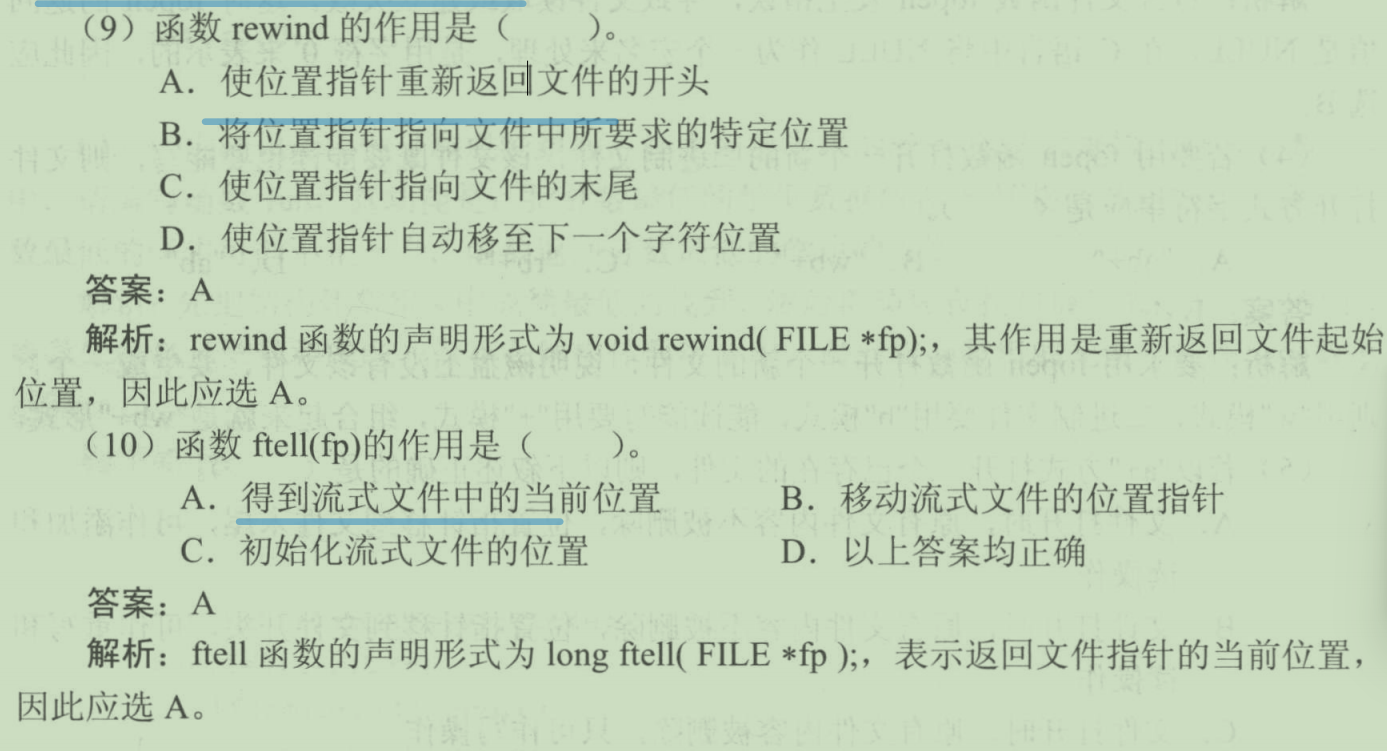 （9）函数 rewind 的作用是（　　）。
A．使位置指针重新返回文件的开头
B．将位置指针指向文件中所要求的特定位置
C．使位置指针指向文件的末尾
D．使位置指针自动移至下一个字符位置
答案：A
解析：rewind 函数的声明形式为 void rewind( FILE *fp);，其作用是重新返回文件起始
位置，因此应选 A。
（10）函数 ftell(fp)的作用是（　　）。
A．得到流式文件中的当前位置　　B．移动流式文件的位置指针
C．初始化流式文件的位置　　D．以上答案均正确
答案：A
解析：ftell 函数的声明形式为 long ftell( FILE *fp );，表示返回文件指针的当前位置，
因此应选 A。